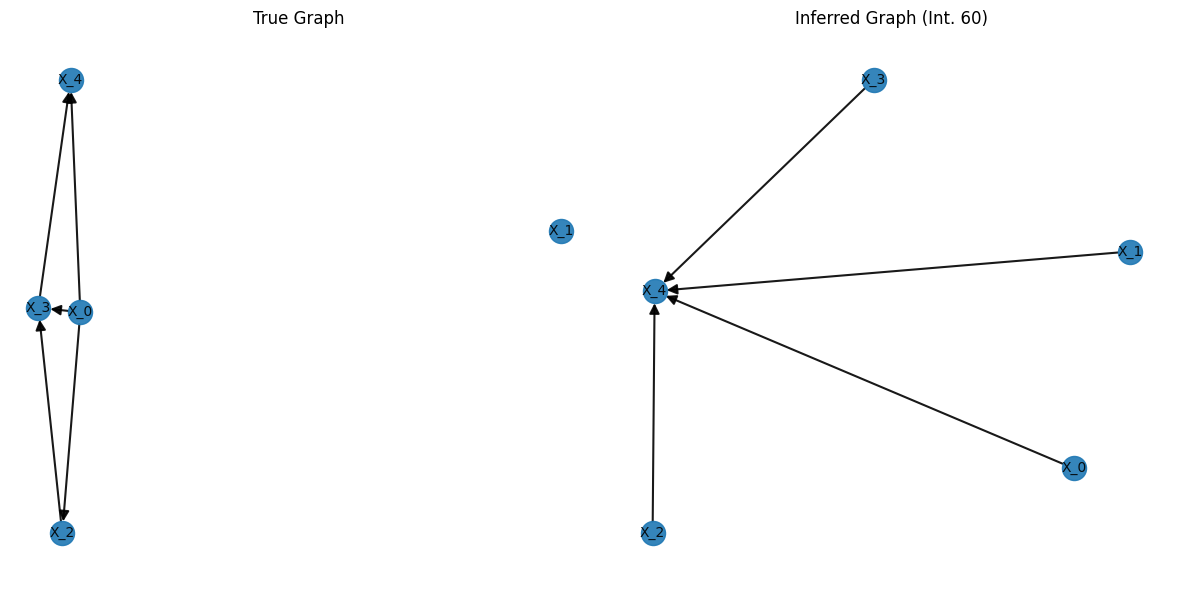 True Graph
X_4
X_1
X_3
X_0
X_2
Inferred Graph (Int. 60)
X_3
X_1
X_4
X_0
X_2